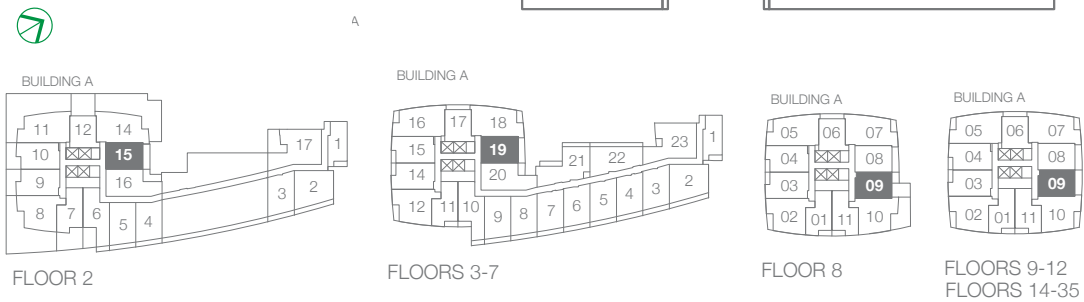 A
BUILDING A
11 12 14
10 15
9 16
8 7 6 5 4 3 2 17 1
FLOOR 2
BUILDING A
16 17 18
15 19
14 20 21 22 23 1
12 11 10 9 8 7 6 5 4 3 2
FLOORS 3-7
BUILDING A
05 06 07
04 08
03 09
02 01 11 10
FLOOR 8
BUILDING A
05 06 07
04 08
03 09
02 01 11 10
FLOORS 9-12
FLOORS 14-35